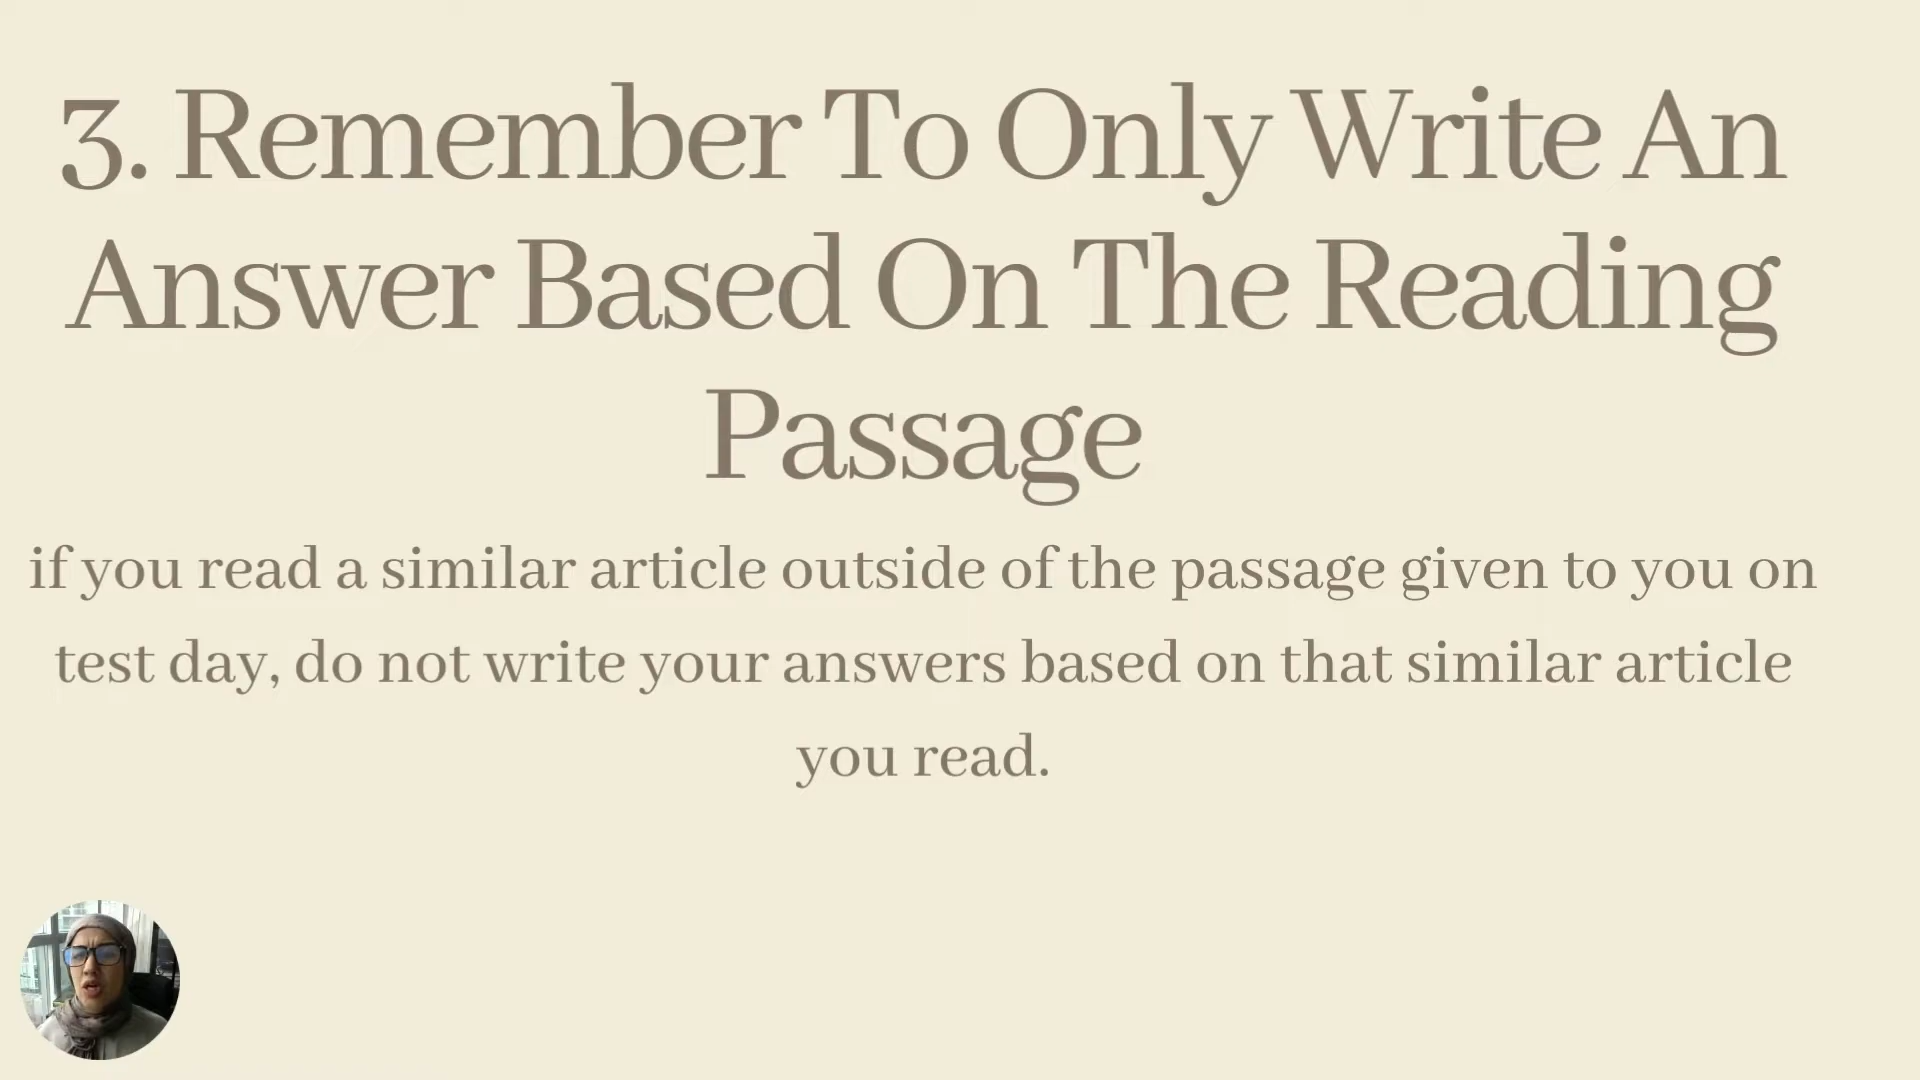 3. Remember To Only Write An
Answer Based On The Reading
Passage
if you read a similar article outside of the passage given to you on
test day, do not write your answers based on that similar article
you read.